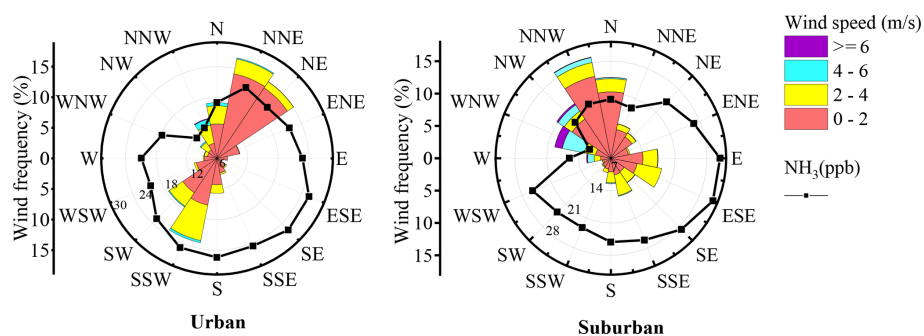 N
NNW
NNE
NW
NE
WNW
ENE
W
E
WSW
ESE
SW
SE
SSW
SSE
S
Wind frequency (%)
15
10
5
0
5
10
15
6
12
18
24
30
Urban
N
NNW
NNE
NW
NE
WNW
ENE
W
E
WSW
ESE
SW
SE
SSW
SSE
S
Wind frequency (%)
15
10
5
0
5
10
15
7
14
21
28
Suburban
Wind speed (m/s)
>= 6
4 - 6
2 - 4
0 - 2
NH₃(ppb)